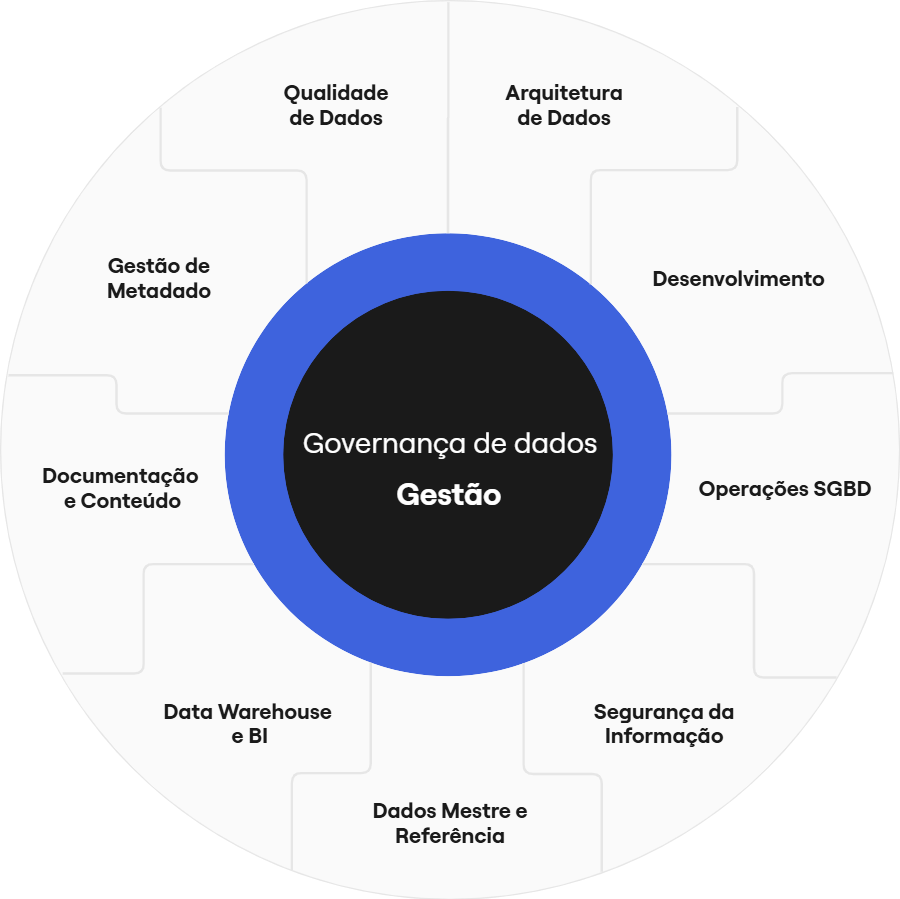 Qualidade
de Dados
Arquitetura
de Dados
Gestão de
Metadado
Desenvolvimento
Governança de dados
Gestão
Documentação
e Conteúdo
Operações SGBD
Data Warehouse
e BI
Segurança da
Informação
Dados Mestre e
Referência